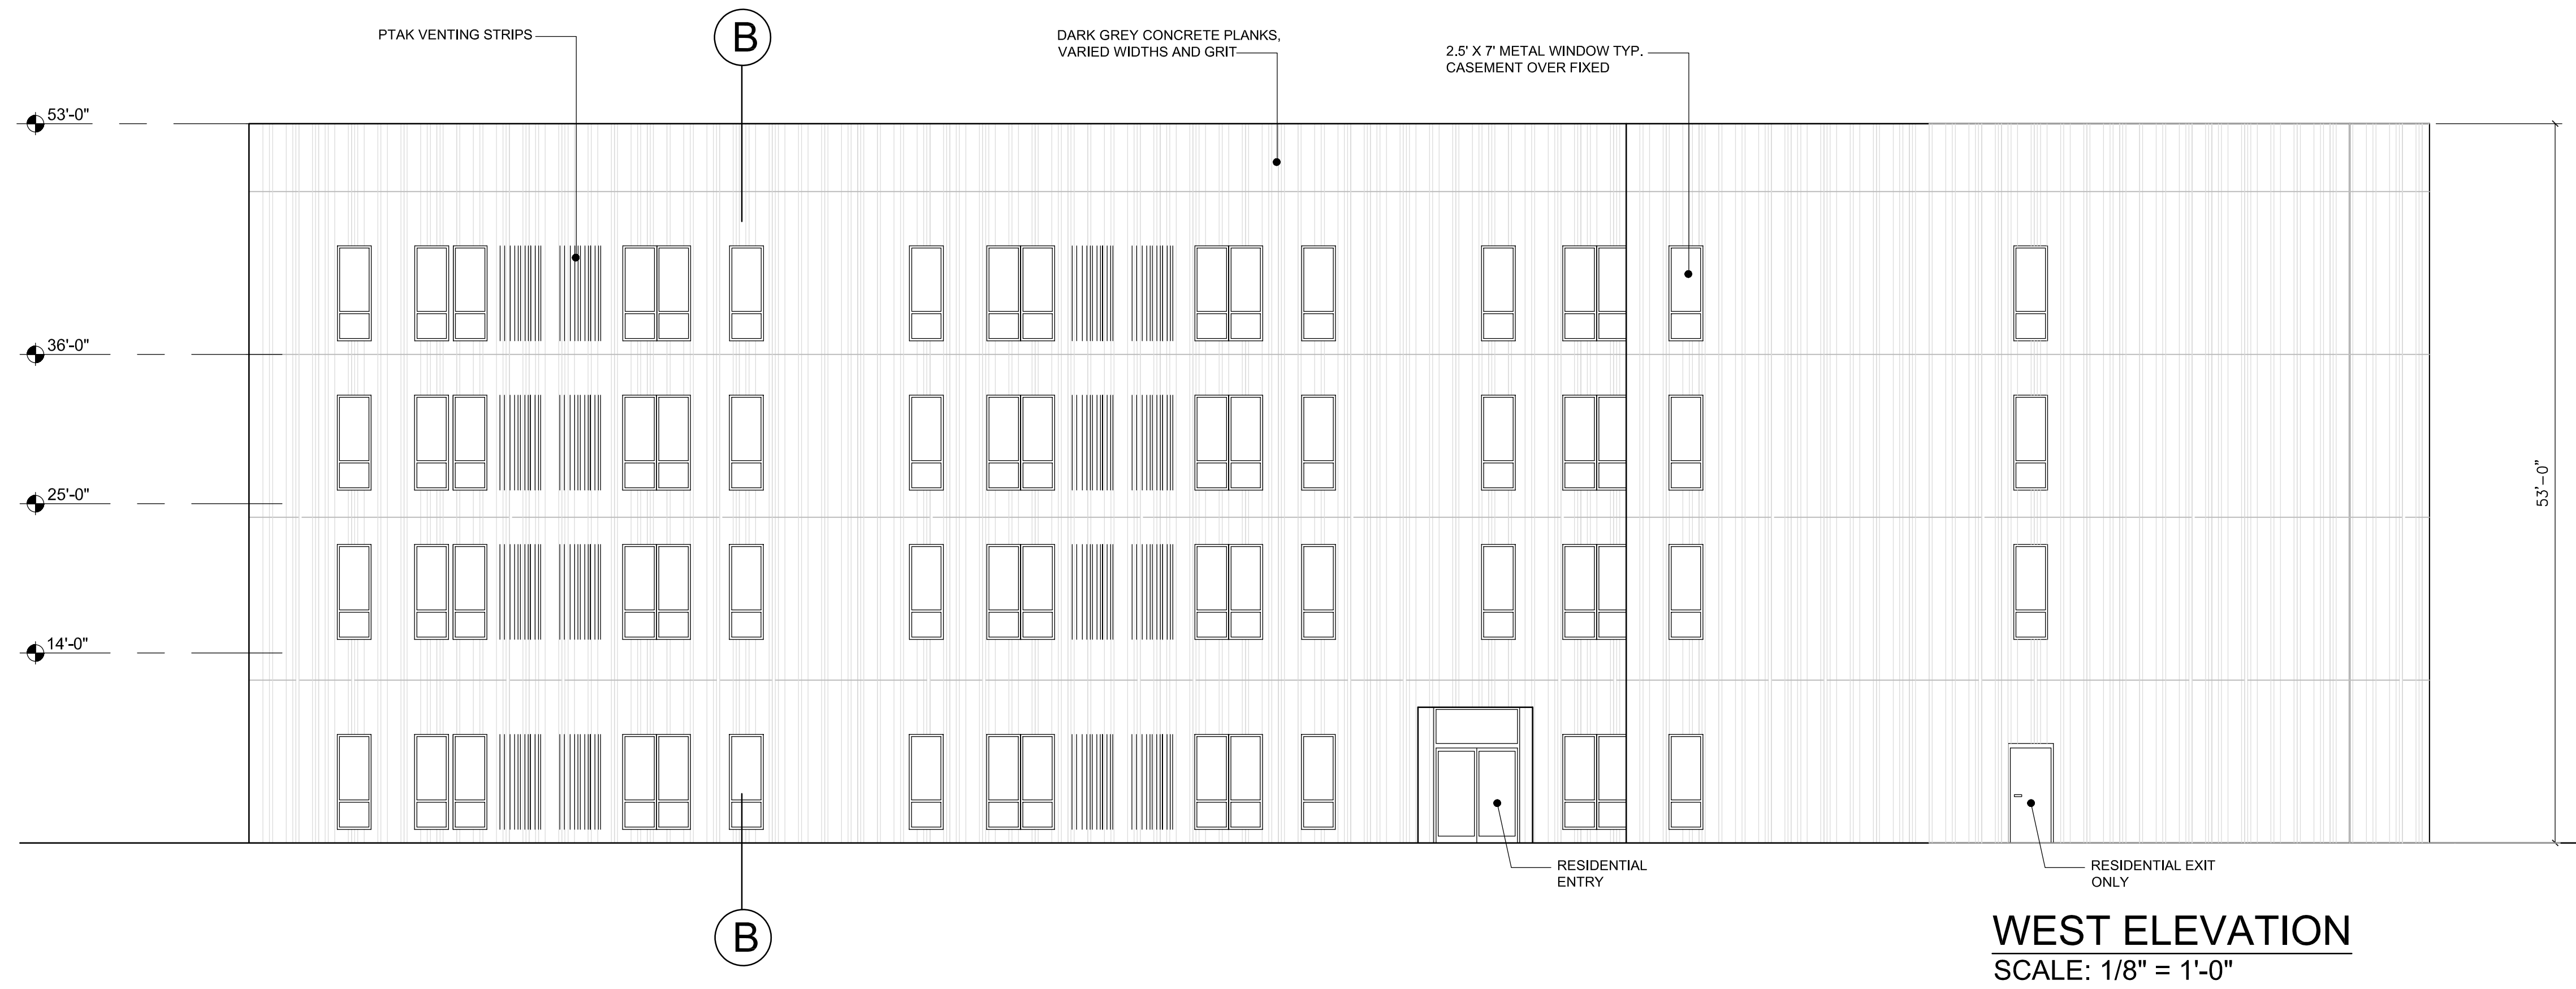 PTAK VENTING STRIPS
B
DARK GREY CONCRETE PLANKS,
VARIED WIDTHS AND GRIT
2.5' X 7' METAL WINDOW TYP.
CASEMENT OVER FIXED
53'-0"
36'-0"
25'-0"
14'-0"
53'-0"
RESIDENTIAL
ENTRY
RESIDENTIAL EXIT
ONLY
B
WEST ELEVATION
SCALE: 1/8" = 1'-0"